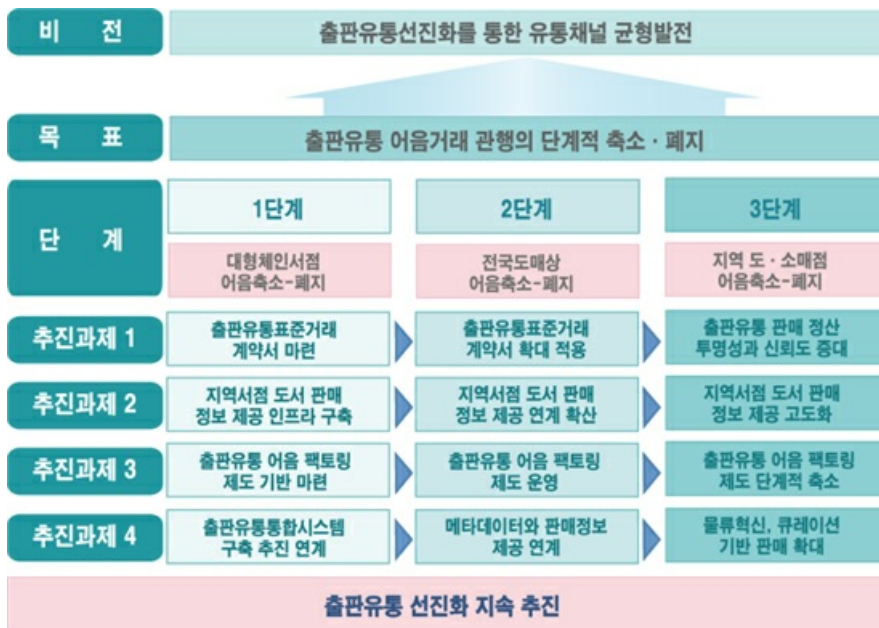 비 전
출판유통선진화를 통한 유통채널 균형발전
목 표
출판유통 어음거래 관행의 단계적 축소 · 폐지
단 계
1단계
2단계
3단계
대형체인서점
어음축소-폐지
전국도매상
어음축소-폐지
지역 도 · 소매점
어음축소-폐지
추진과제 1
출판유통표준거래
계약서 마련
출판유통표준거래
계약서 확대 적용
출판유통 판매 정산
투명성과 신뢰도 증대
추진과제 2
지역서점 도서 판매
정보 제공 인프라 구축
지역서점 도서 판매
정보 제공 연계 확산
지역서점 도서 판매
정보 제공 고도화
추진과제 3
출판유통 어음 팩토링
제도 기반 마련
출판유통 어음 팩토링
제도 운영
출판유통 어음 팩토링
제도 단계적 축소
추진과제 4
출판유통통합시스템
구축 추진 연계
메타데이터와 판매정보
제공 연계
물류혁신, 큐레이션
기반 판매 확대
출판유통 선진화 지속 추진